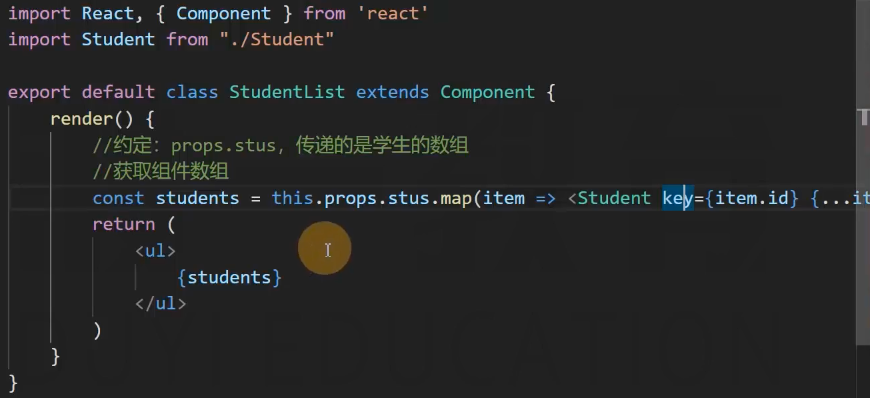 import React, { Component } from 'react'
import Student from "./Student"
export default class StudentList extends Component {
render() {
//约定：props.stus，传递的是学生的数组
//获取组件数组
const students = this.props.stus.map(item => <Student key={item.id} {...it
return (
<ul>
{students}
</ul>
)
}
}
DUYI EDUCATION